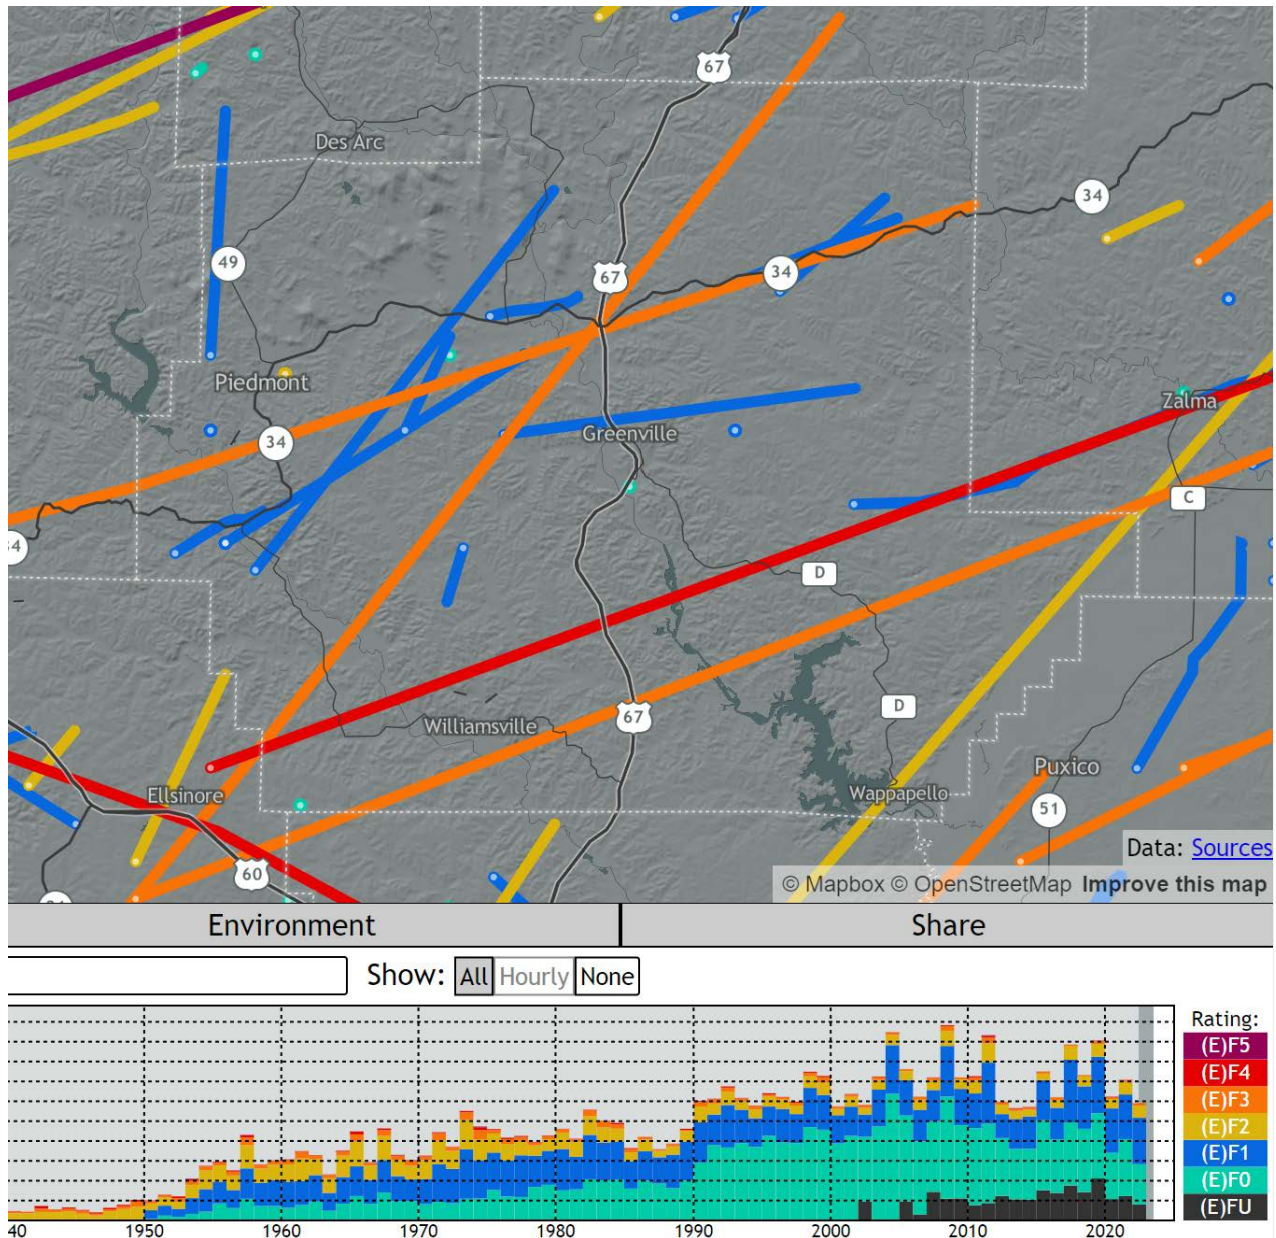 67
Des Arc
34
49
67
34
Piedmont
Zalma
34
Greenville
C
34
D
D
67
Williamsville
Puxico
Ellsinore
Wappapello
51
Data: Sources
60
© Mapbox © OpenStreetMap Improve this map
Environment
Share
Show: All Hourly None
Rating:
(E)F5
(E)F4
(E)F3
(E)F2
(E)F1
(E)F0
(E)FU
40 1950 1960 1970 1980 1990 2000 2010 2020